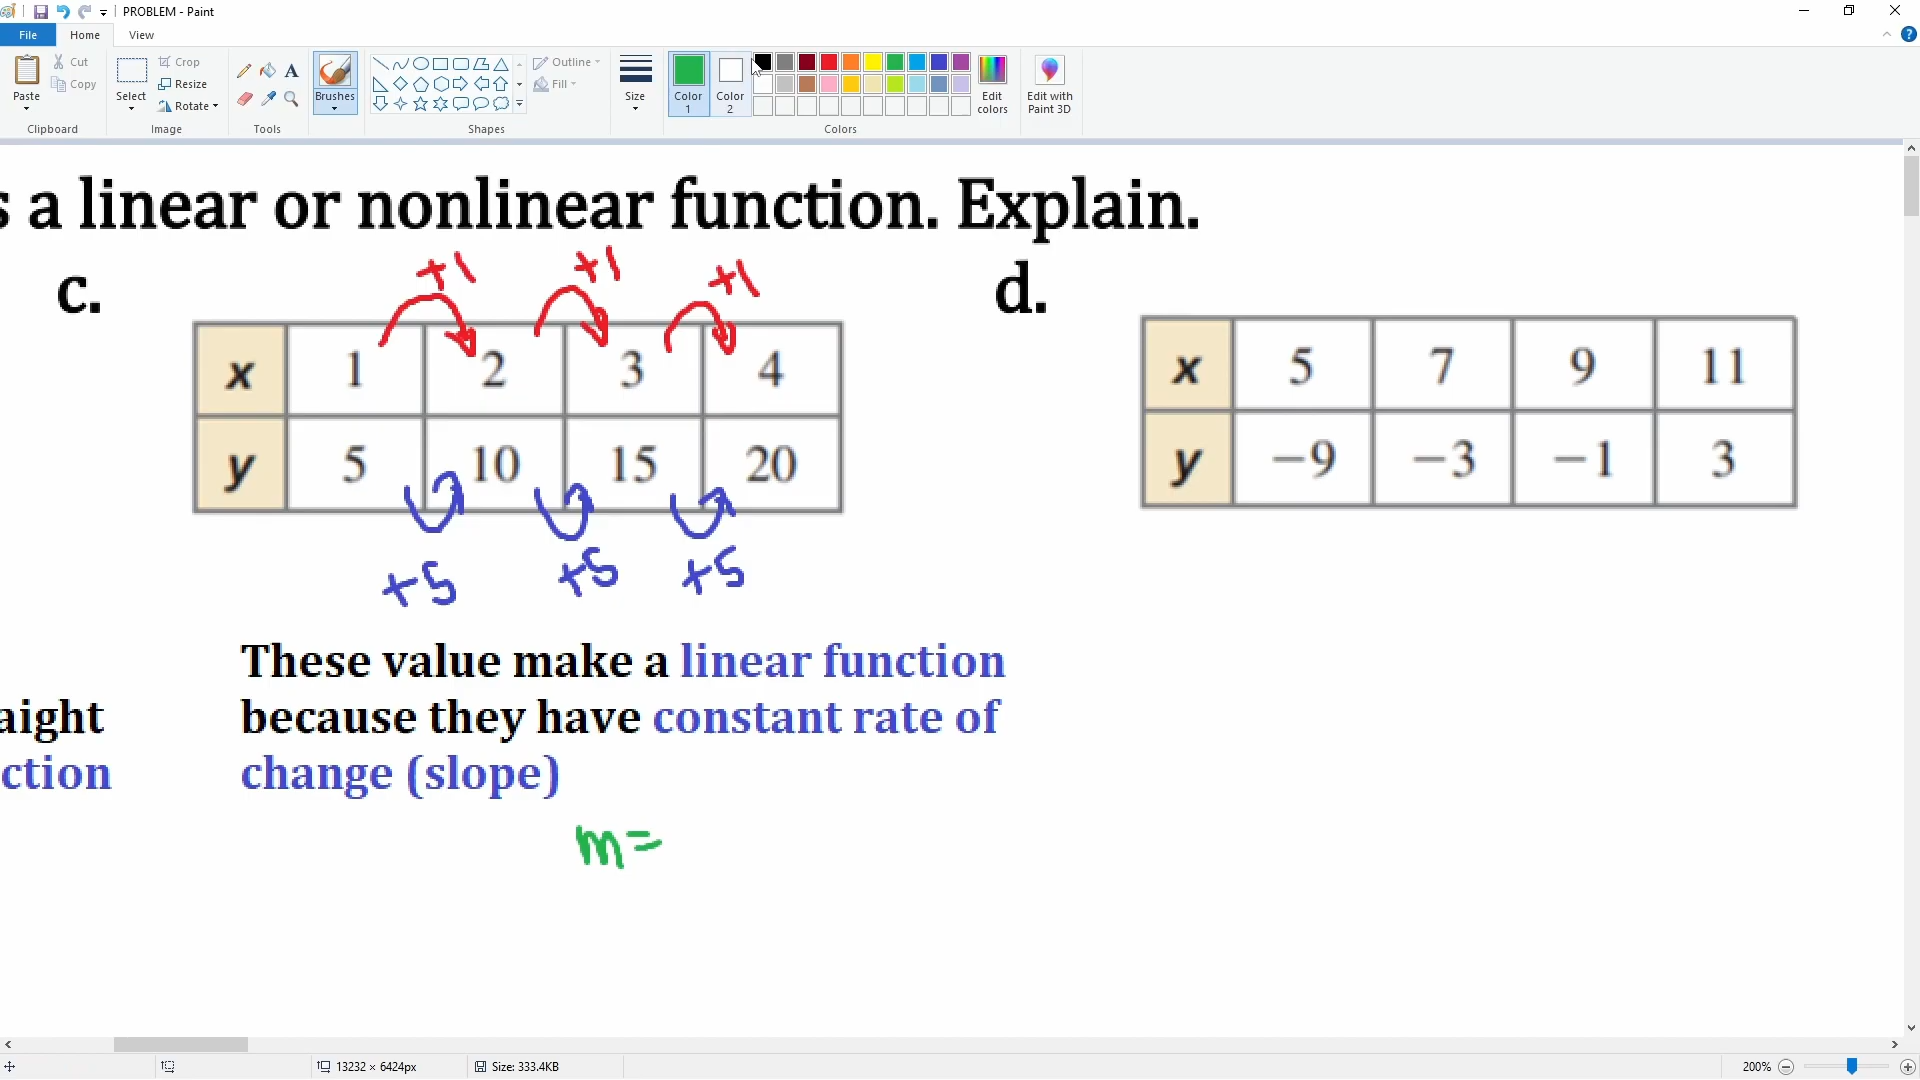 PROBLEM - Paint
File
Home
View
Paste
Cut
Copy
Clipboard
Select
Crop
Resize
Rotate
Image
A
Tools
Brushes
Outline
Fill
Shapes
Size
Color 1
Color 2
Edit colors
Colors
Edit with Paint 3D
?
s a linear or nonlinear function. Explain.
c.
+1 +1 +1
x 1 2 3 4
y 5 10 15 20
+5 +5 +5
These value make a linear function
because they have constant rate of
change (slope)
aight
ction
m=
d.
x 5 7 9 11
y −9 −3 −1 3
13232 × 6424px
Size: 333.4KB
200%